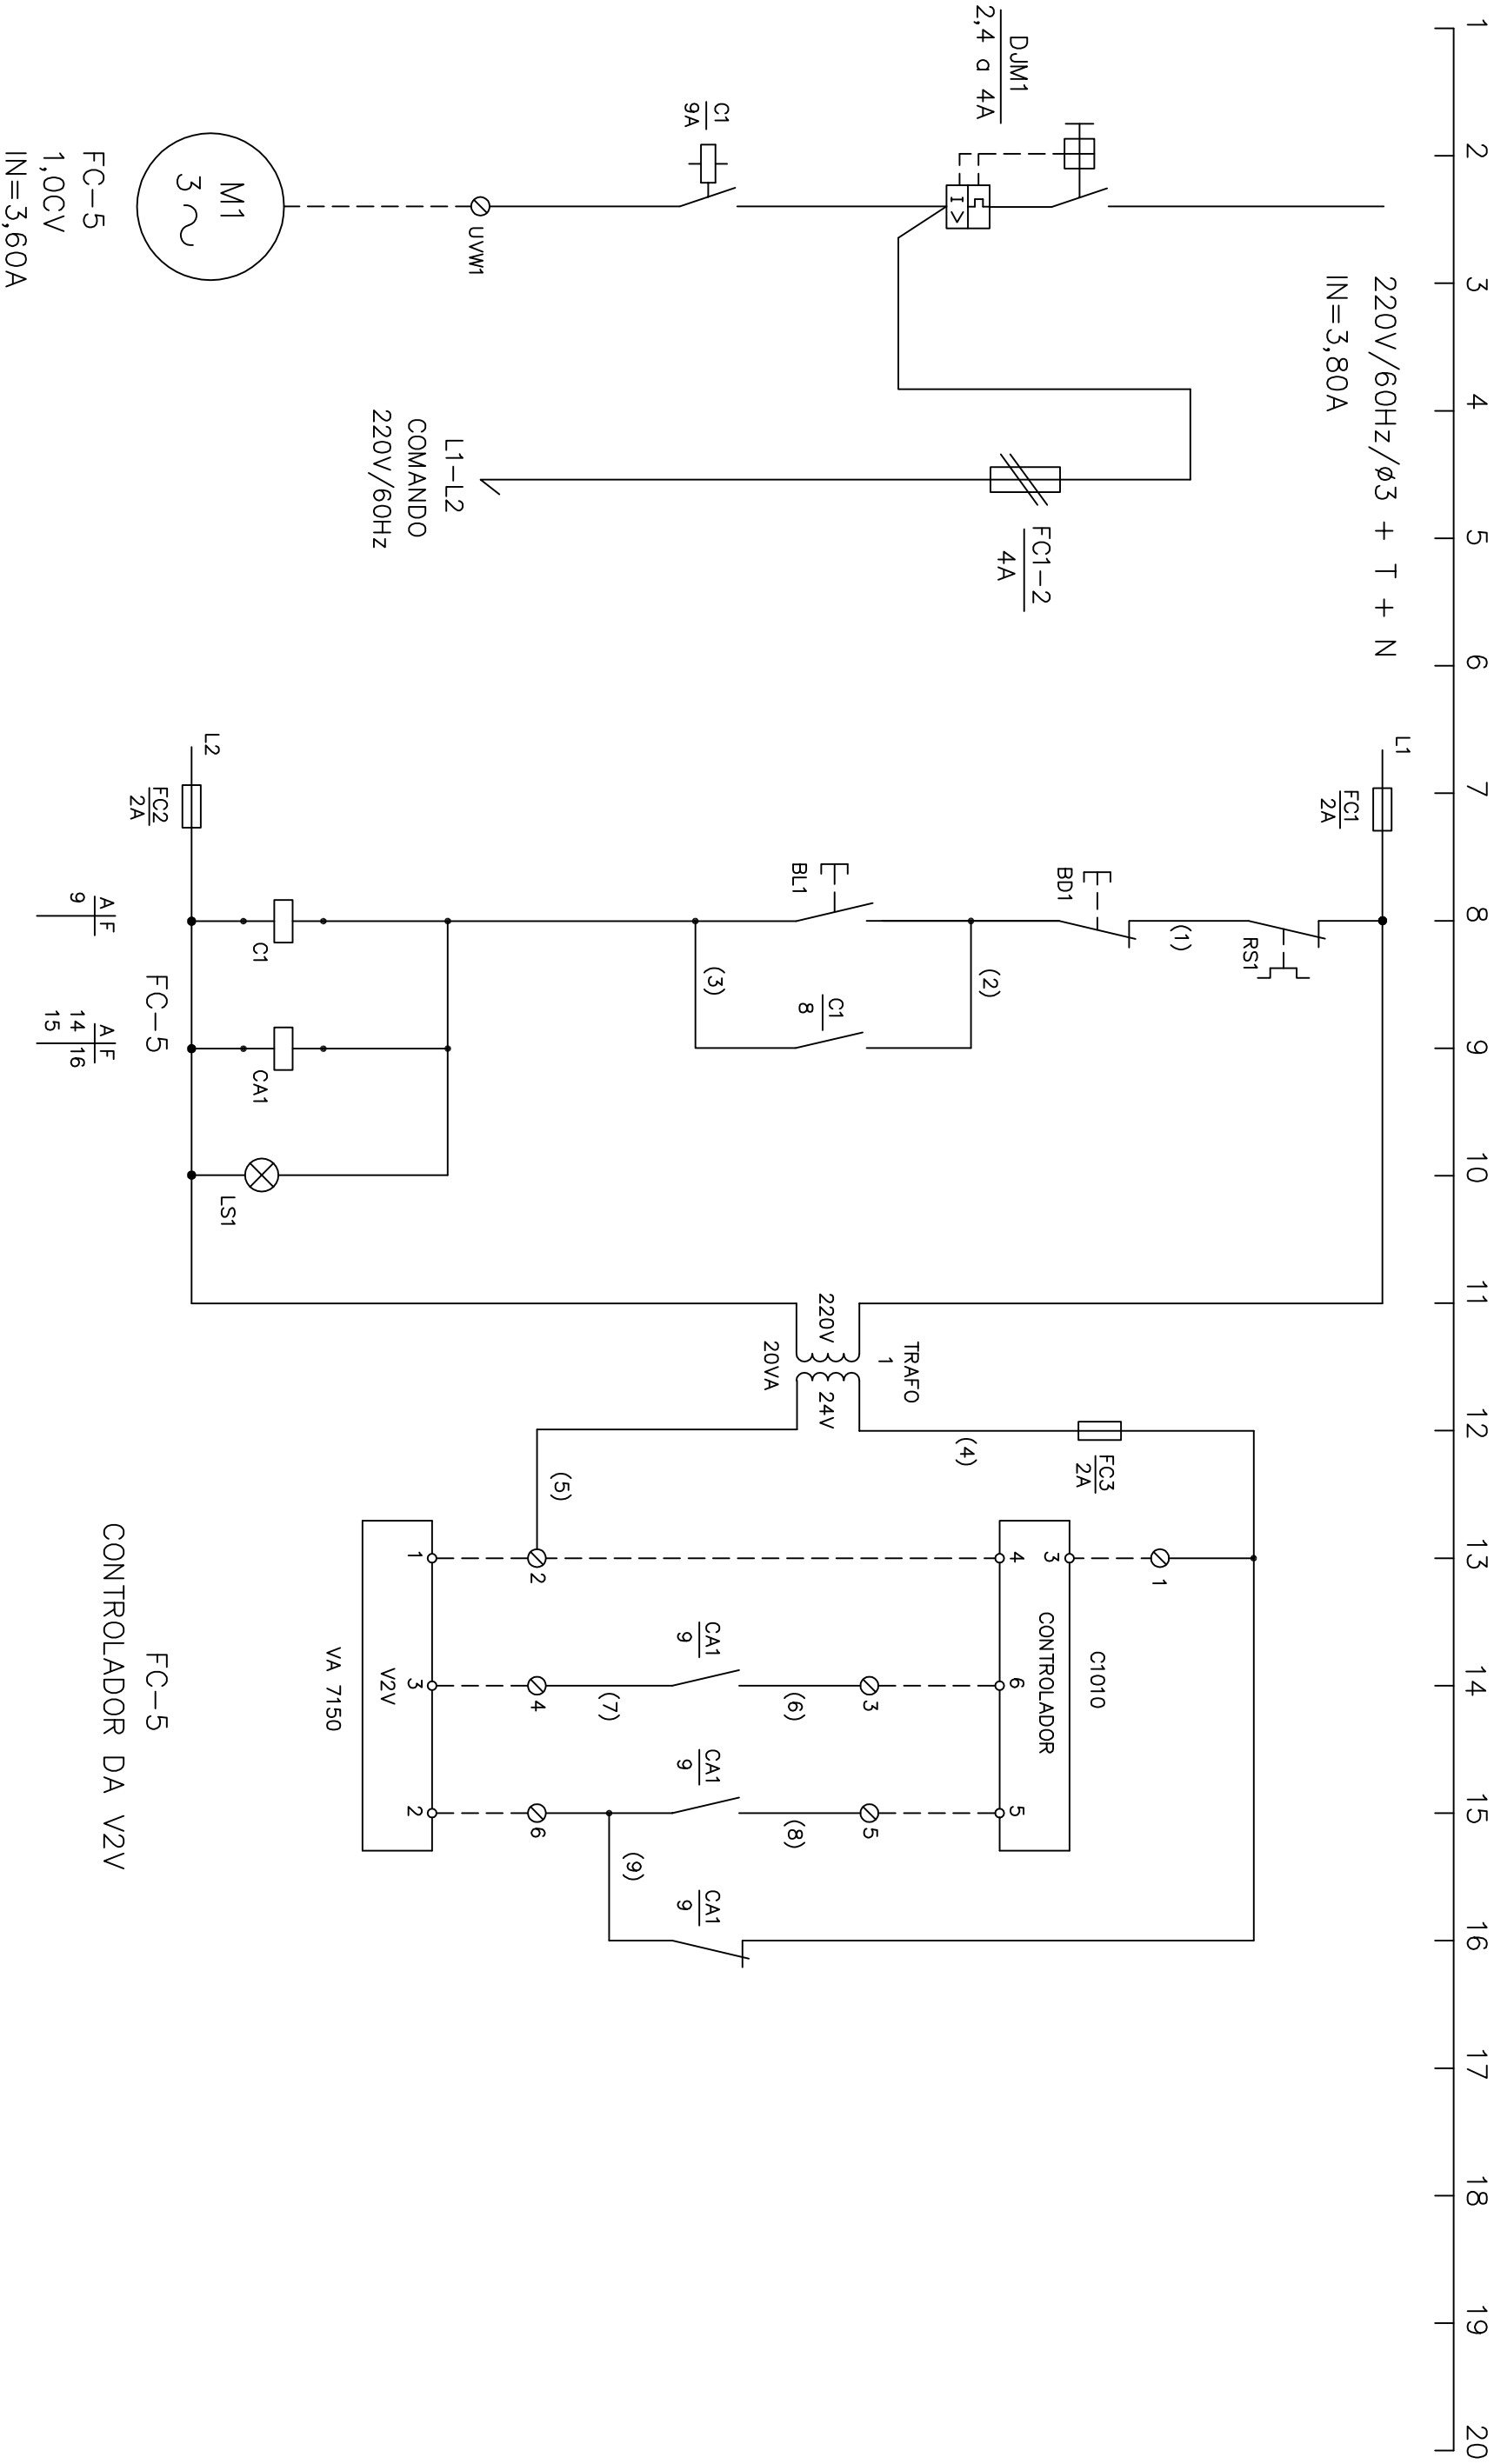 1
2
3
4
5
6
7
8
9
10
11
12
13
14
15
16
17
18
19
20
220V/60Hz/ø3 + T + N
IN=3,80A
DJM1
2,4 a 4A
I>
C1
9A
UVW1
M1
3
FC-5
1,0CV
IN=3,60A
FC1-2
4A
L1-L2
COMANDO
220V/60Hz
L1
FC1
2A
RS1
(1)
BD1
(2)
BL1
C1
8
(3)
C1
CA1
LS1
L2
FC2
2A
A F
9
FC-5
A F
14 16
15
TRAFO
1
220V
24V
20VA
(4)
FC3
2A
(5)
1
3
C1010
CONTROLADOR
4
6
5
2
3
5
(6)
(8)
CA1
9
CA1
9
CA1
9
(7)
(9)
4
6
1
3
2
V2V
VA 7150
FC-5
CONTROLADOR DA V2V